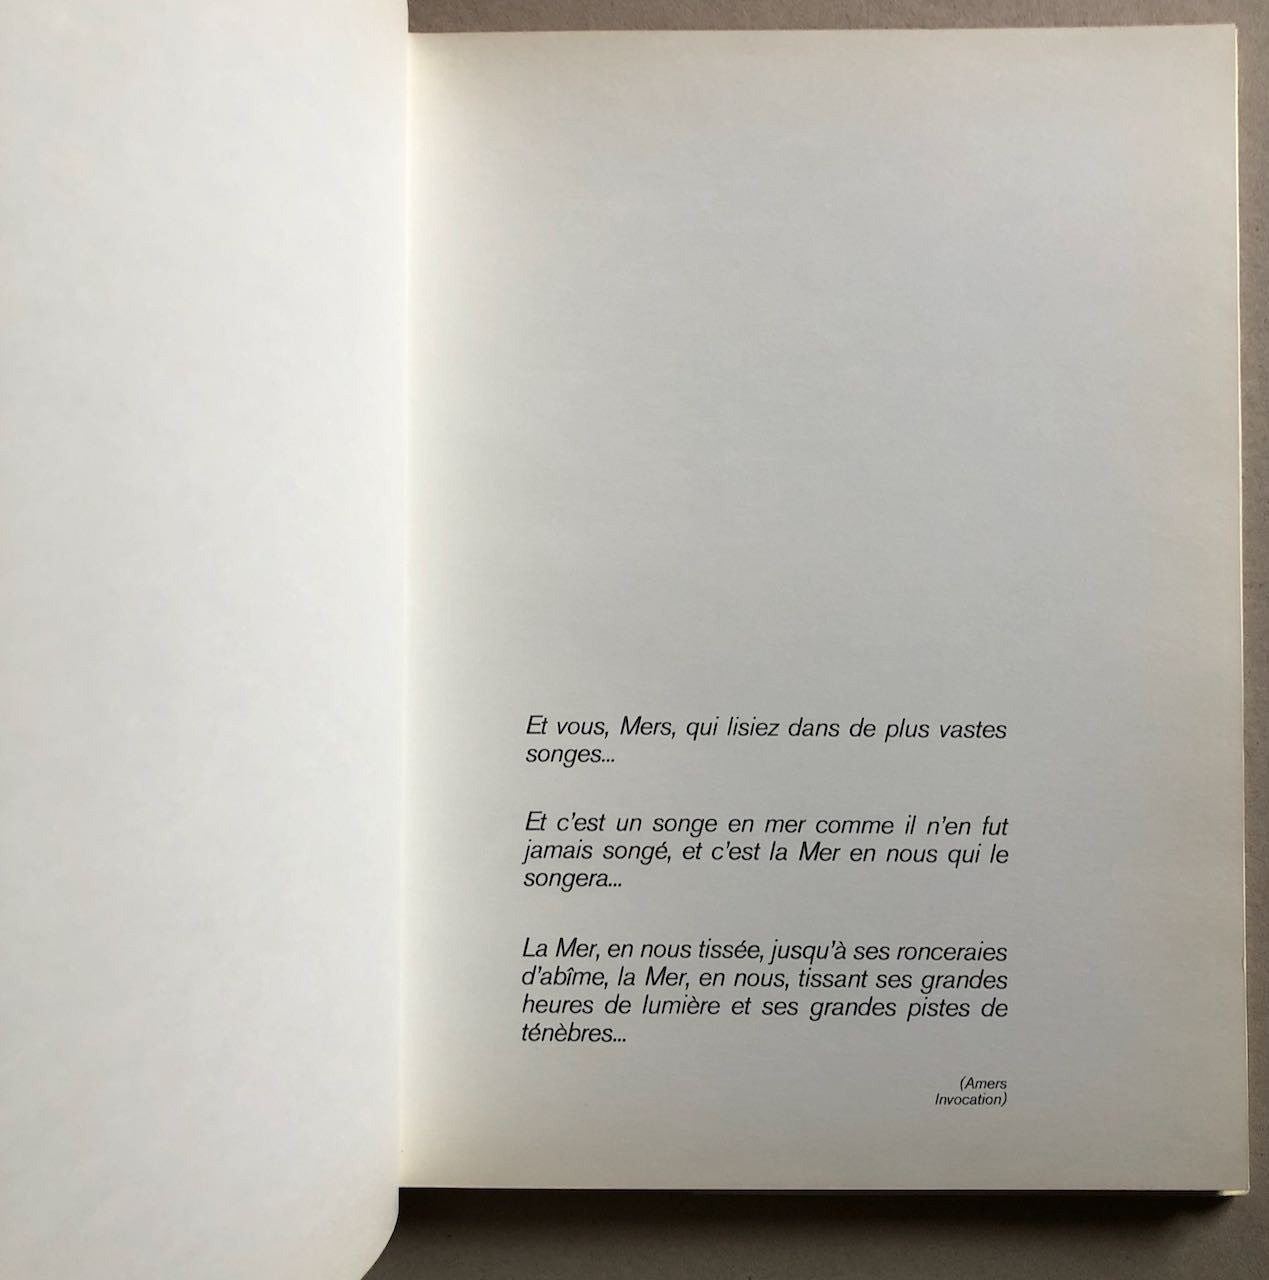 Et vous, Mers, qui lisiez dans de plus vastes
songes...
Et c'est un songe en mer comme il n'en fut
jamais songé, et c'est la Mer en nous qui le
songera...
La Mer, en nous tissée, jusqu'à ses ronceraies
d'abîme, la Mer, en nous, tissant ses grandes
heures de lumière et ses grandes pistes de
ténèbres...
(Amers
Invocation)